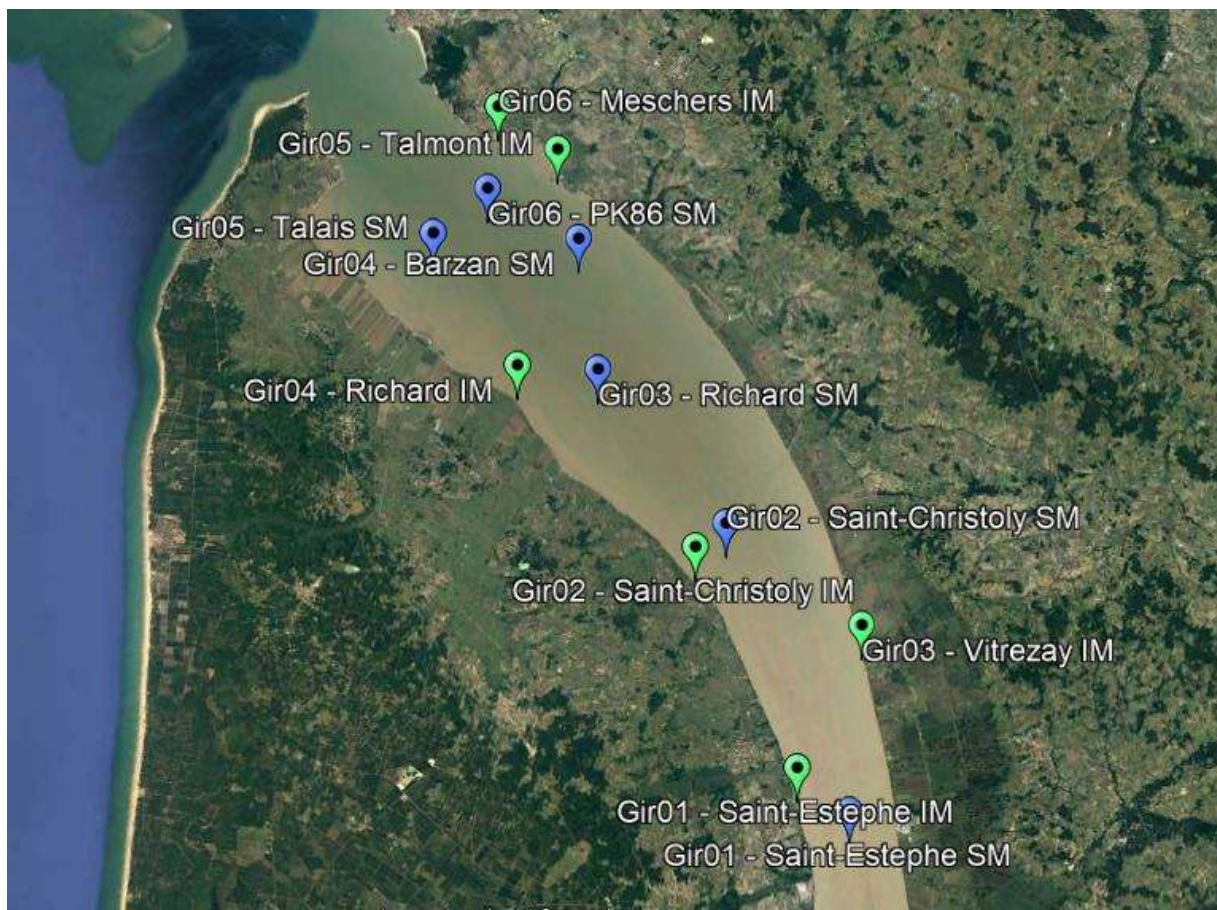 Gir06 - Meschers IM
Gir05 - Talmont IM
Gir06 - PK86 SM
Gir05 - Talais SM
Gir04 - Barzan SM
Gir04 - Richard IM
Gir03 - Richard SM
Gir02 - Saint-Christoly SM
Gir02 - Saint-Christoly IM
Gir03 - Vitrezay IM
Gir01 - Saint-Estephe IM
Gir01 - Saint-Estephe SM